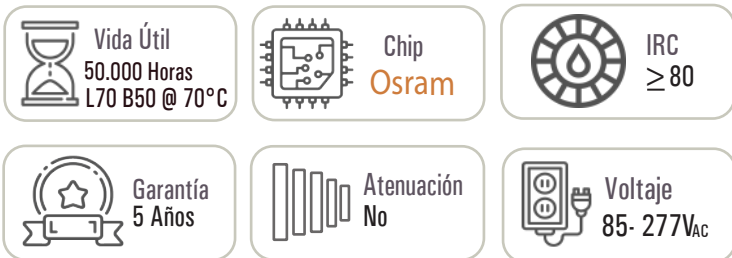 Vida Útil
50.000 Horas
L70 B50 @ 70°C
Chip
Osram
IRC
≥ 80
Garantía
5 Años
Atenuación
No
Voltaje
85- 277VAC